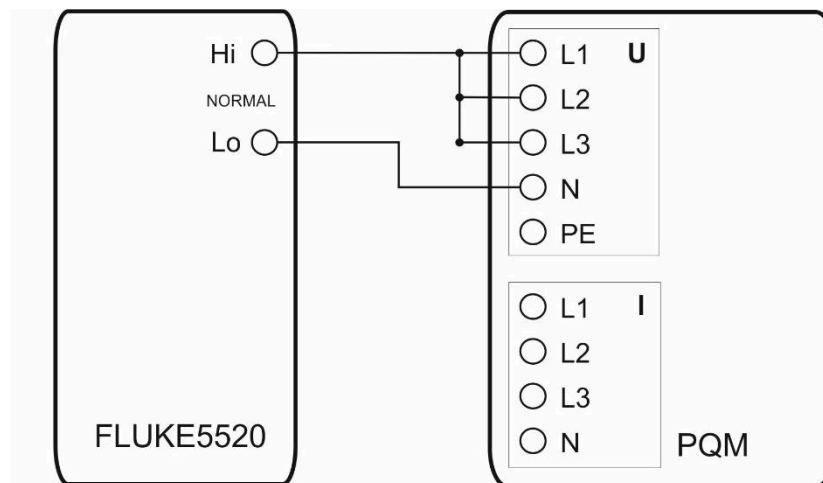 Hi
NORMAL
Lo
FLUKE5520
L1 U
L2
L3
N
PE
L1 I
L2
L3
N
PQM